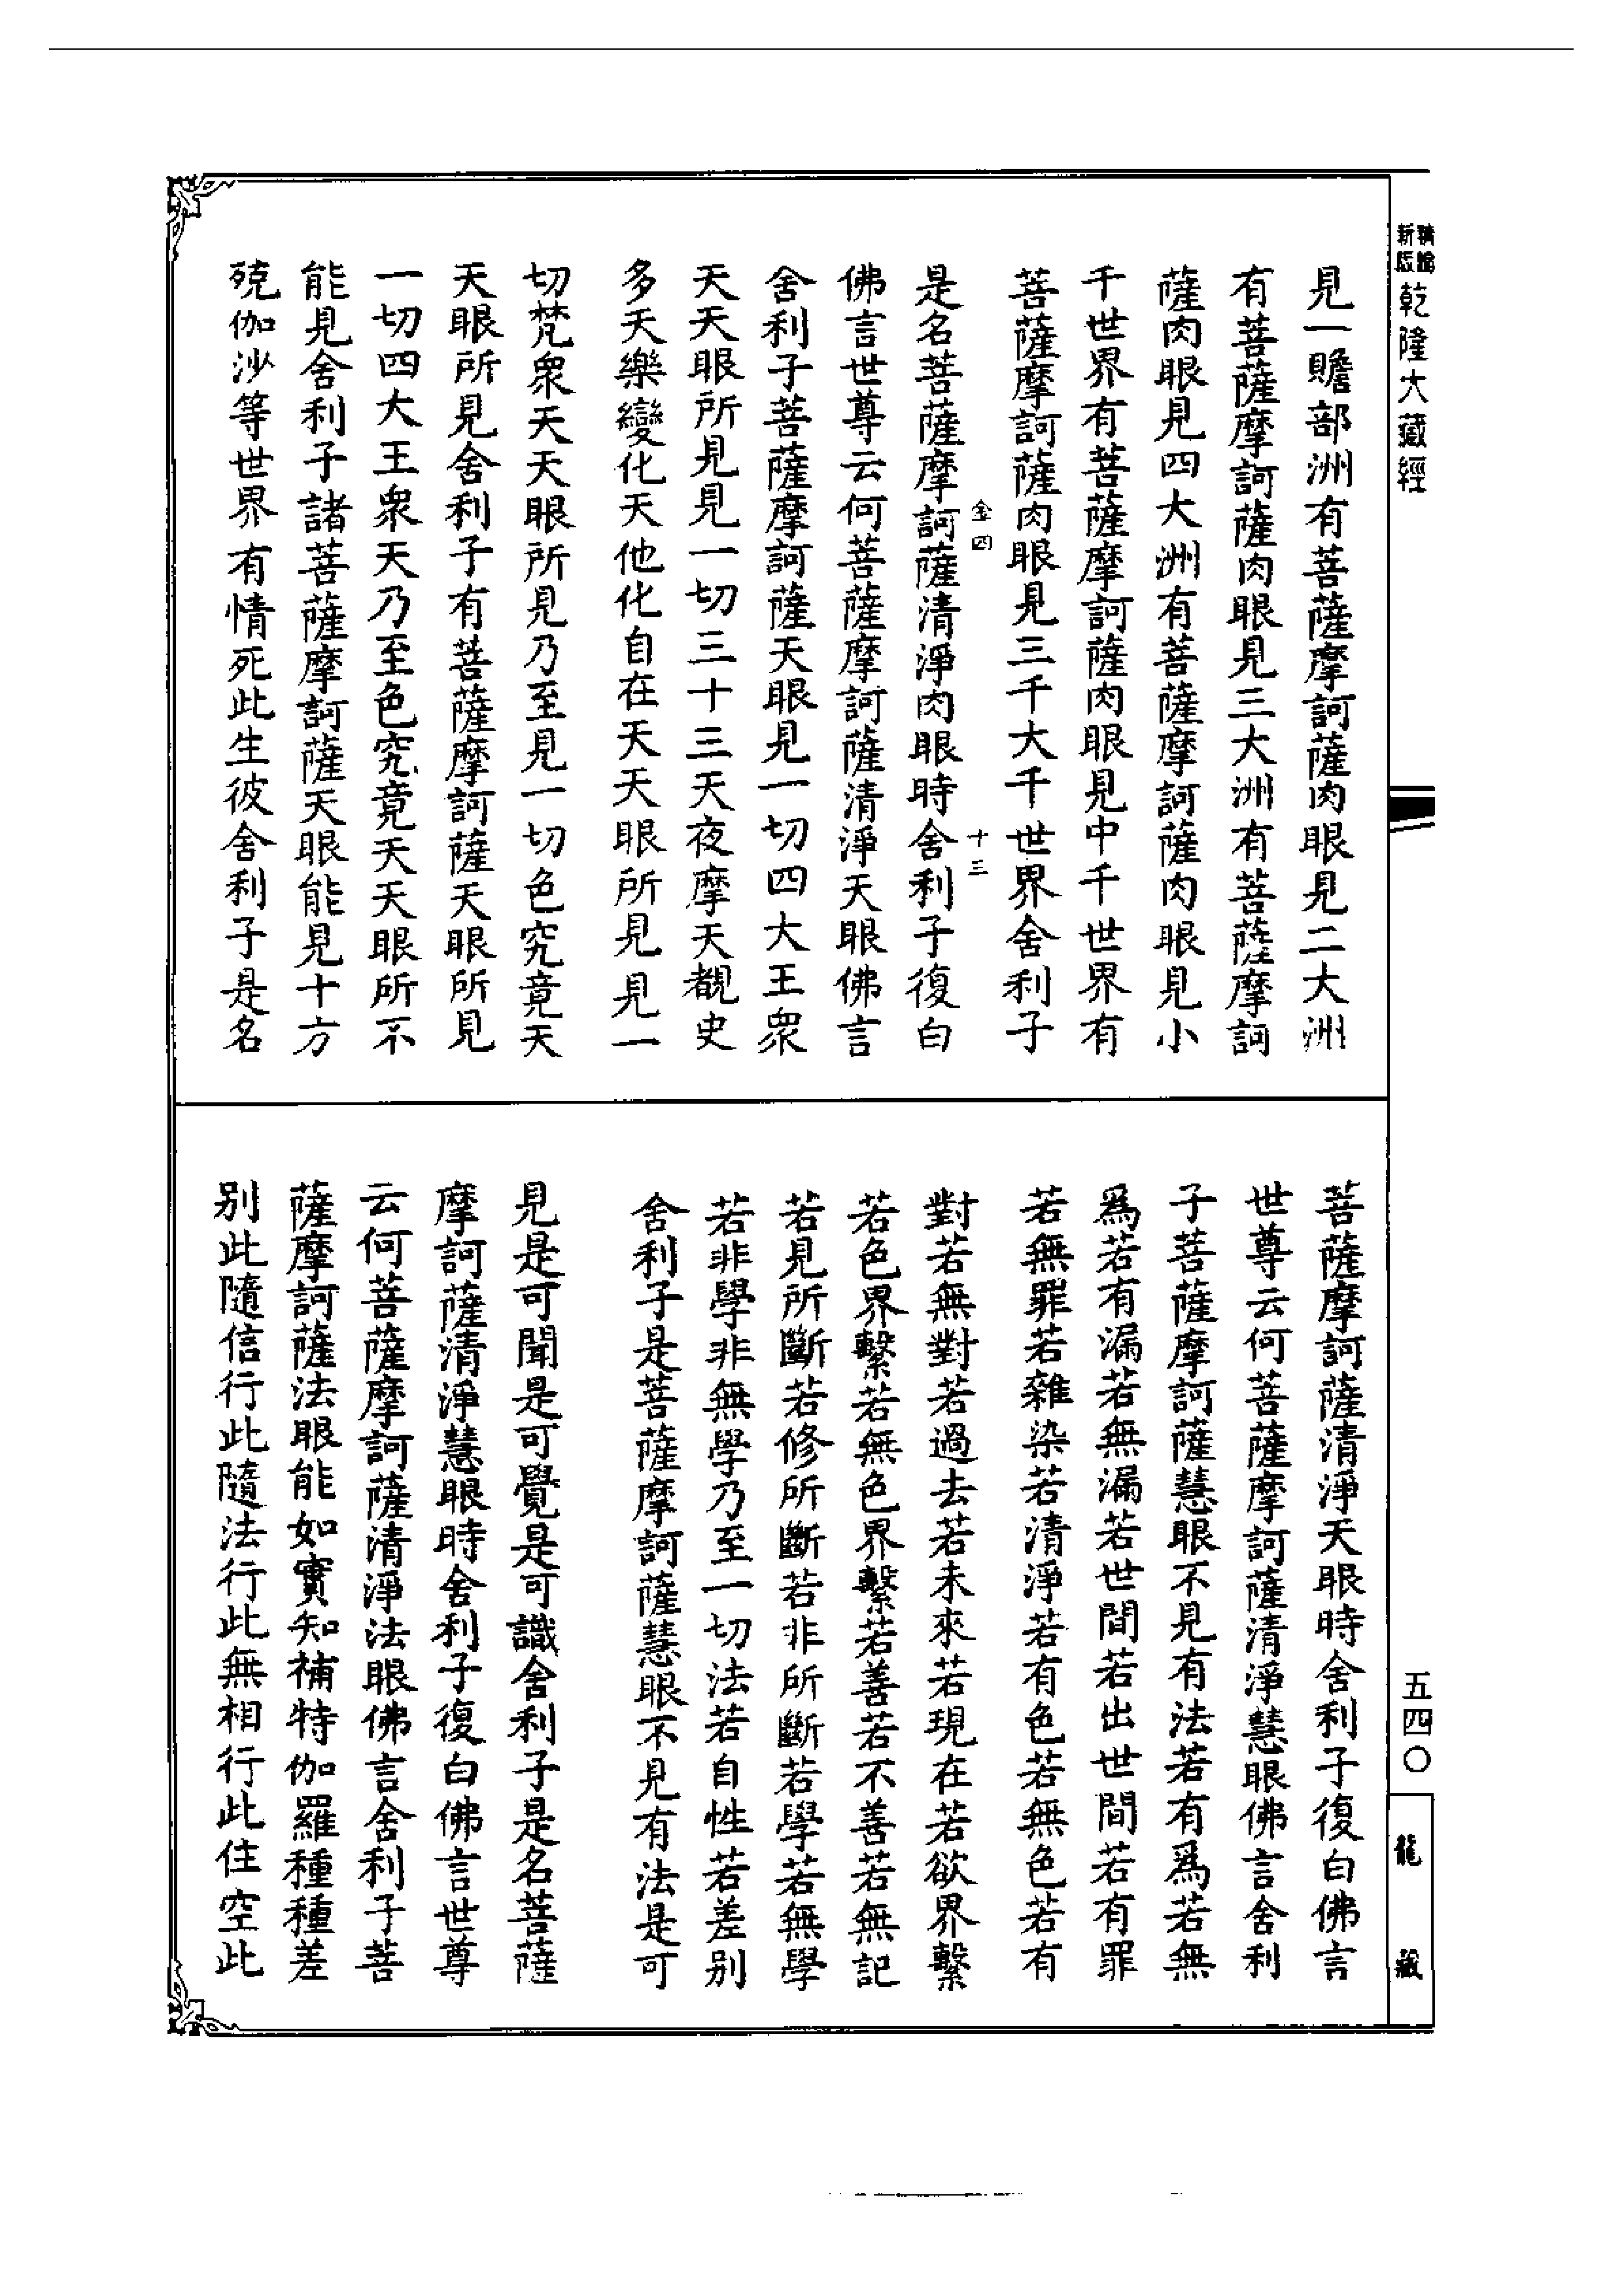 新編
新版
乾隆大藏經
見一贍部洲有菩薩摩訶薩肉眼見二大洲
有菩薩摩訶薩肉眼見三大洲有菩薩摩訶
薩肉眼見四大洲有菩薩摩訶薩肉眼見小
千世界有菩薩摩訶薩肉眼見中千世界有
菩薩摩訶薩肉眼見三千大千世界舍利子
金四 十三
是名菩薩摩訶薩清淨肉眼時舍利子復白
佛言世尊云何菩薩摩訶薩清淨天眼佛言
舍利子菩薩摩訶薩天眼見一切四大王衆
天天眼所見見一切三十三天夜摩天覩史
多天樂變化天他化自在天天眼所見見一
切梵衆天天眼所見乃至見一切色究竟天
天眼所見舍利子有菩薩摩訶薩天眼所見
一切四大王衆天乃至色究竟天天眼所不
能見舍利子諸菩薩摩訶薩天眼能見十方
殑伽沙等世界有情死此生彼舍利子是名
菩薩摩訶薩清淨天眼時舍利子復白佛言
世尊云何菩薩摩訶薩清淨慧眼佛言舍利
子菩薩摩訶薩慧眼不見有法若有爲若無
爲若有漏若無漏若世間若出世間若有罪
若無罪若雜染若清淨若有色若無色若有
對若無對若過去若未來若現在若欲界繫
若色界繫若無色界繫若善若不善若無記
若見所斷若修所斷若非所斷若學若無學
若非學非無學乃至一切法若自性若差别
舍利子是菩薩摩訶薩慧眼不見有法是可
見是可聞是可覺是可識舍利子是名菩薩
摩訶薩清淨慧眼時舍利子復白佛言世尊
云何菩薩摩訶薩清淨法眼佛言舍利子菩
薩摩訶薩法眼能如實知補特伽羅種種差
别此隨信行此隨法行此無相行此住空此
五四〇
龍藏